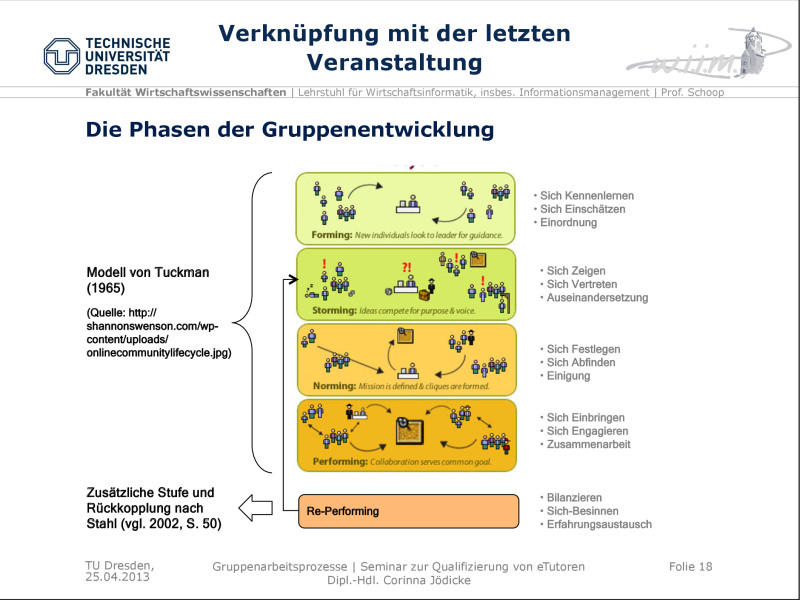 Verknüpfung mit der letzten
Veranstaltung
TECHNISCHE
UNIVERSITÄT
DRESDEN
w.i.i.m.
Fakultät Wirtschaftswissenschaften | Lehrstuhl für Wirtschaftsinformatik, insbes. Informationsmanagement | Prof. Schoop
Die Phasen der Gruppenentwicklung
Modell von Tuckman
(1965)
(Quelle: http://
shannonswenson.com/wp-
content/uploads/
onlinecommunitylifecycle.jpg)
Forming: New individuals look to leader for guidance.
• Sich Kennenlernen
• Sich Einschätzen
• Einordnung
!
?!
!
!
Storming: Ideas compete for purpose & voice.
• Sich Zeigen
• Sich Vertreten
• Auseinandersetzung
Norming: Mission is defined & cliques are formed.
• Sich Festlegen
• Sich Abfinden
• Einigung
Performing: Collaboration serves common goal.
• Sich Einbringen
• Sich Engagieren
• Zusammenarbeit
Zusätzliche Stufe und
Rückkopplung nach
Stahl (vgl. 2002, S. 50)
Re-Performing
• Bilanzieren
• Sich-Besinnen
• Erfahrungsaustausch
TU Dresden,
25.04.2013
Gruppenarbeitsprozesse | Seminar zur Qualifizierung von eTutoren
Dipl.-Hdl. Corinna Jödicke
Folie 18